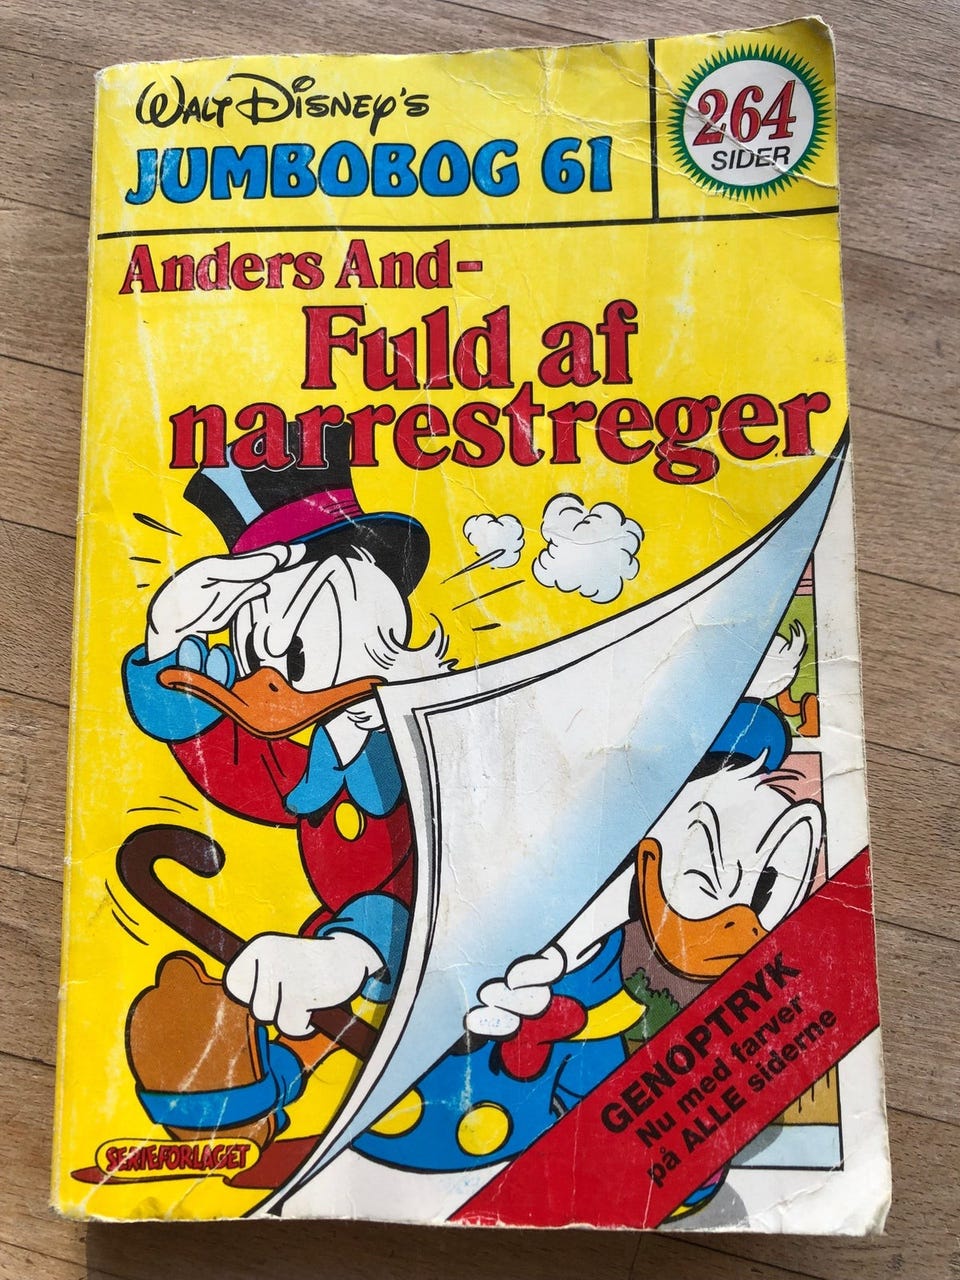 WALT DISNEY'S
JUMBOBOG 61
264
SIDER
Anders And-
Fuld af
narrestreger
GENOPTRYK
Nu med farver
på ALLE siderne
SERIEFORLAGET